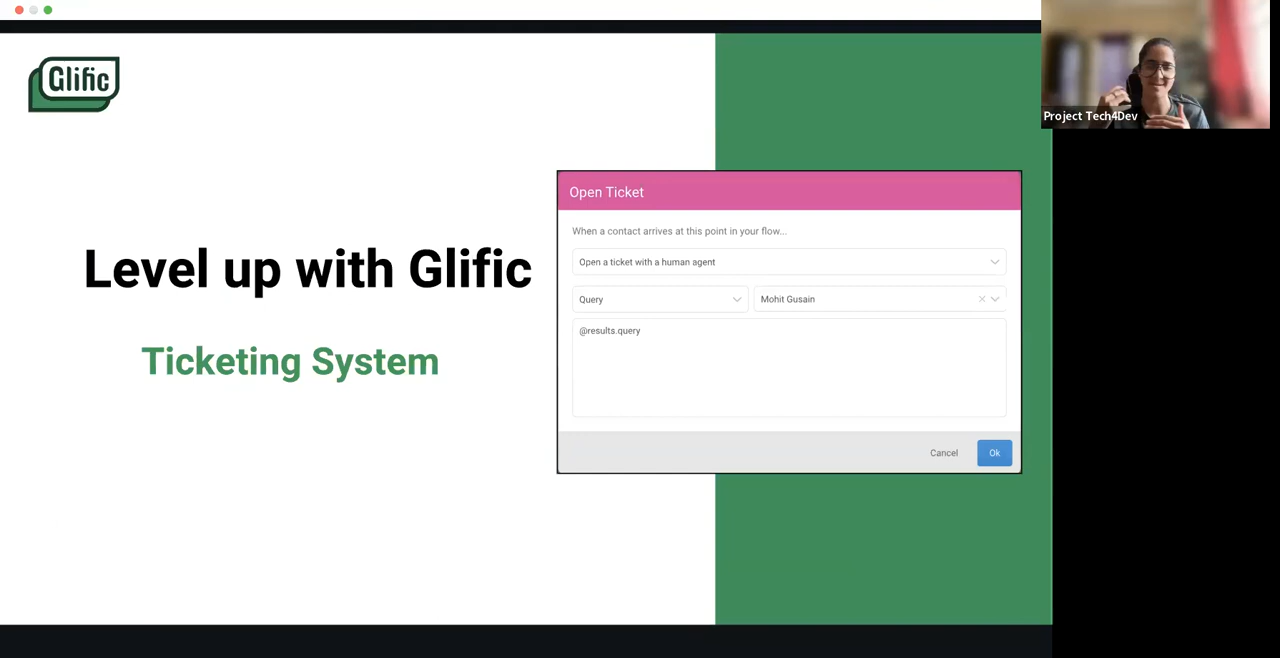 Glific
Project Tech4Dev
Level up with Glific
Ticketing System
Open Ticket
When a contact arrives at this point in your flow...
Open a ticket with a human agent
Query
Mohit Gusain
@results.query
Cancel
Ok